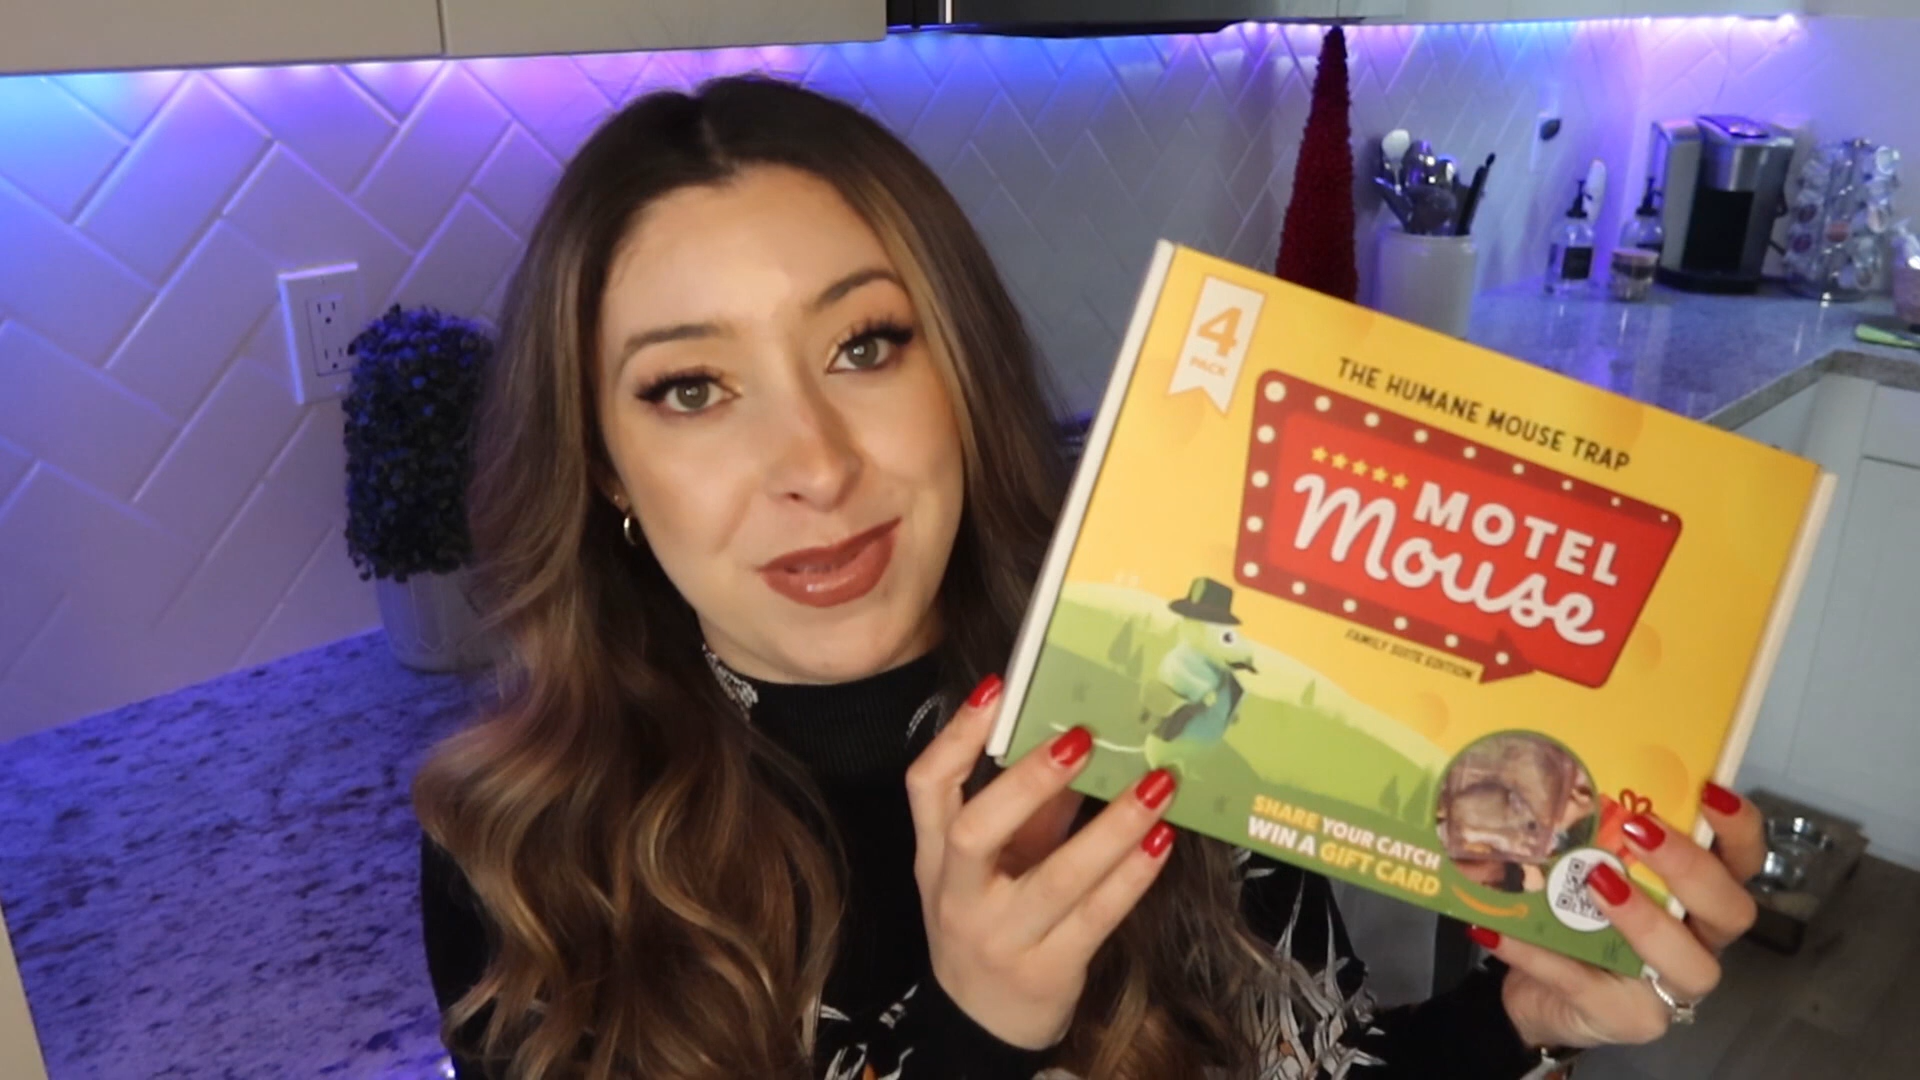 4
PACK
THE HUMANE MOUSE TRAP
MOTEL
Mouse
FAMILY SUITE EDITION
SHARE YOUR CATCH
WIN A GIFT CARD